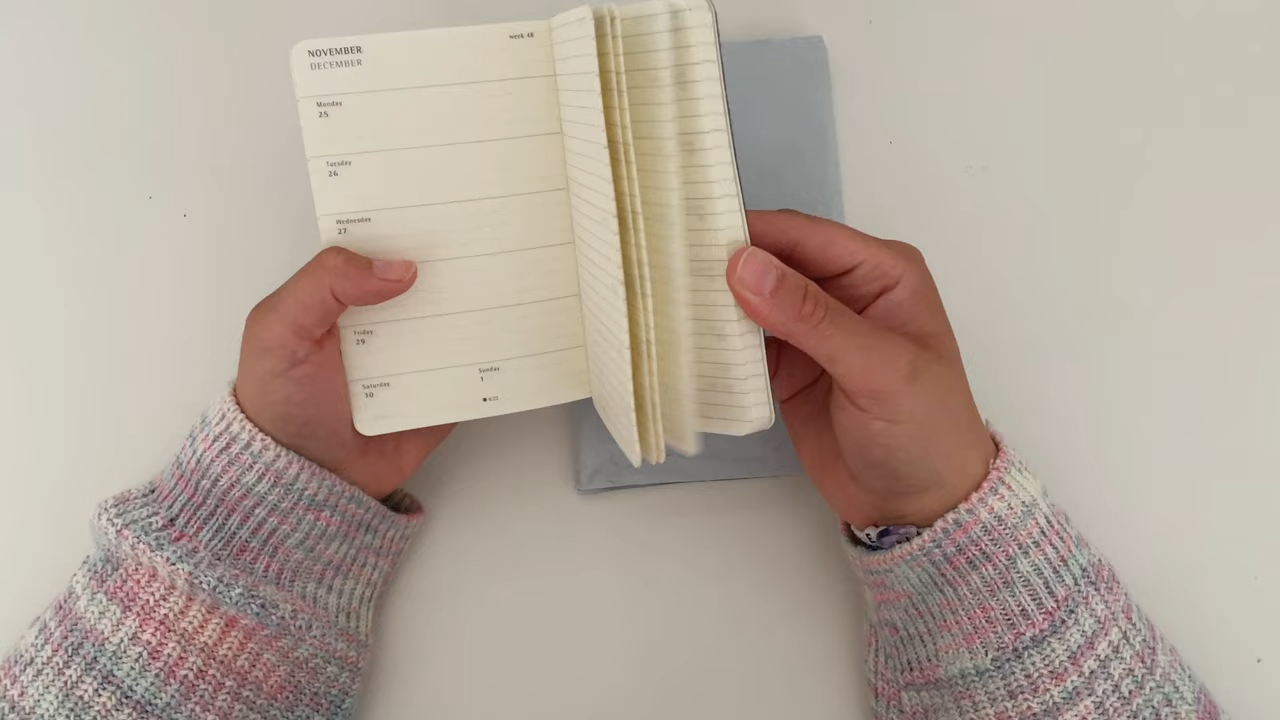 NOVEMBER
DECEMBER
week 48
Monday
25
Tuesday
26
Wednesday
27
Friday
29
Saturday
30
Sunday
1